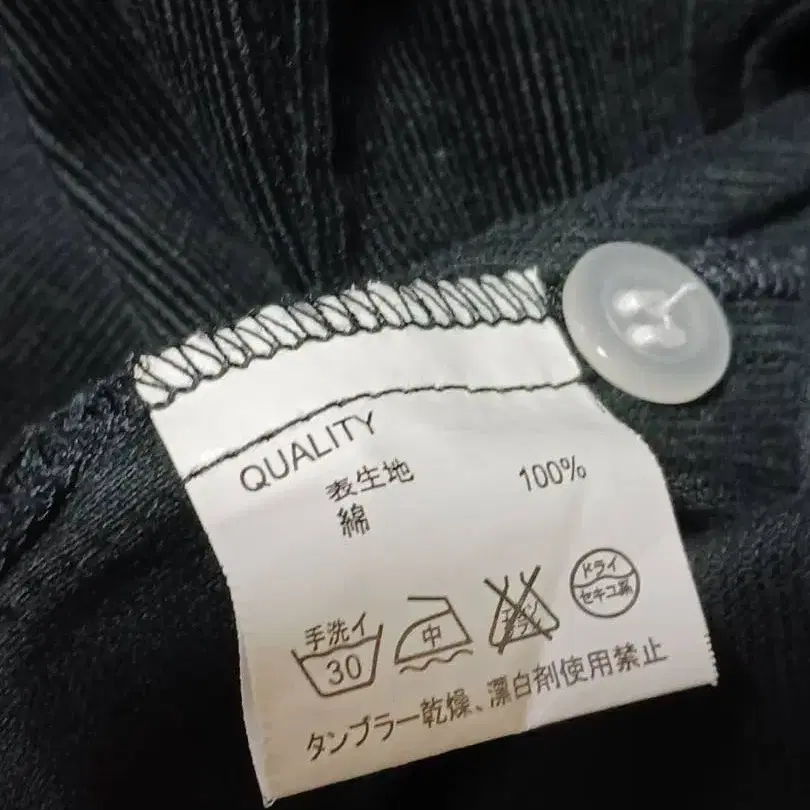 QUALITY
表生地
綿 100%
手洗イ
30
中
ドライ
セキユ系
タンブラー乾燥、漂白剤使用禁止